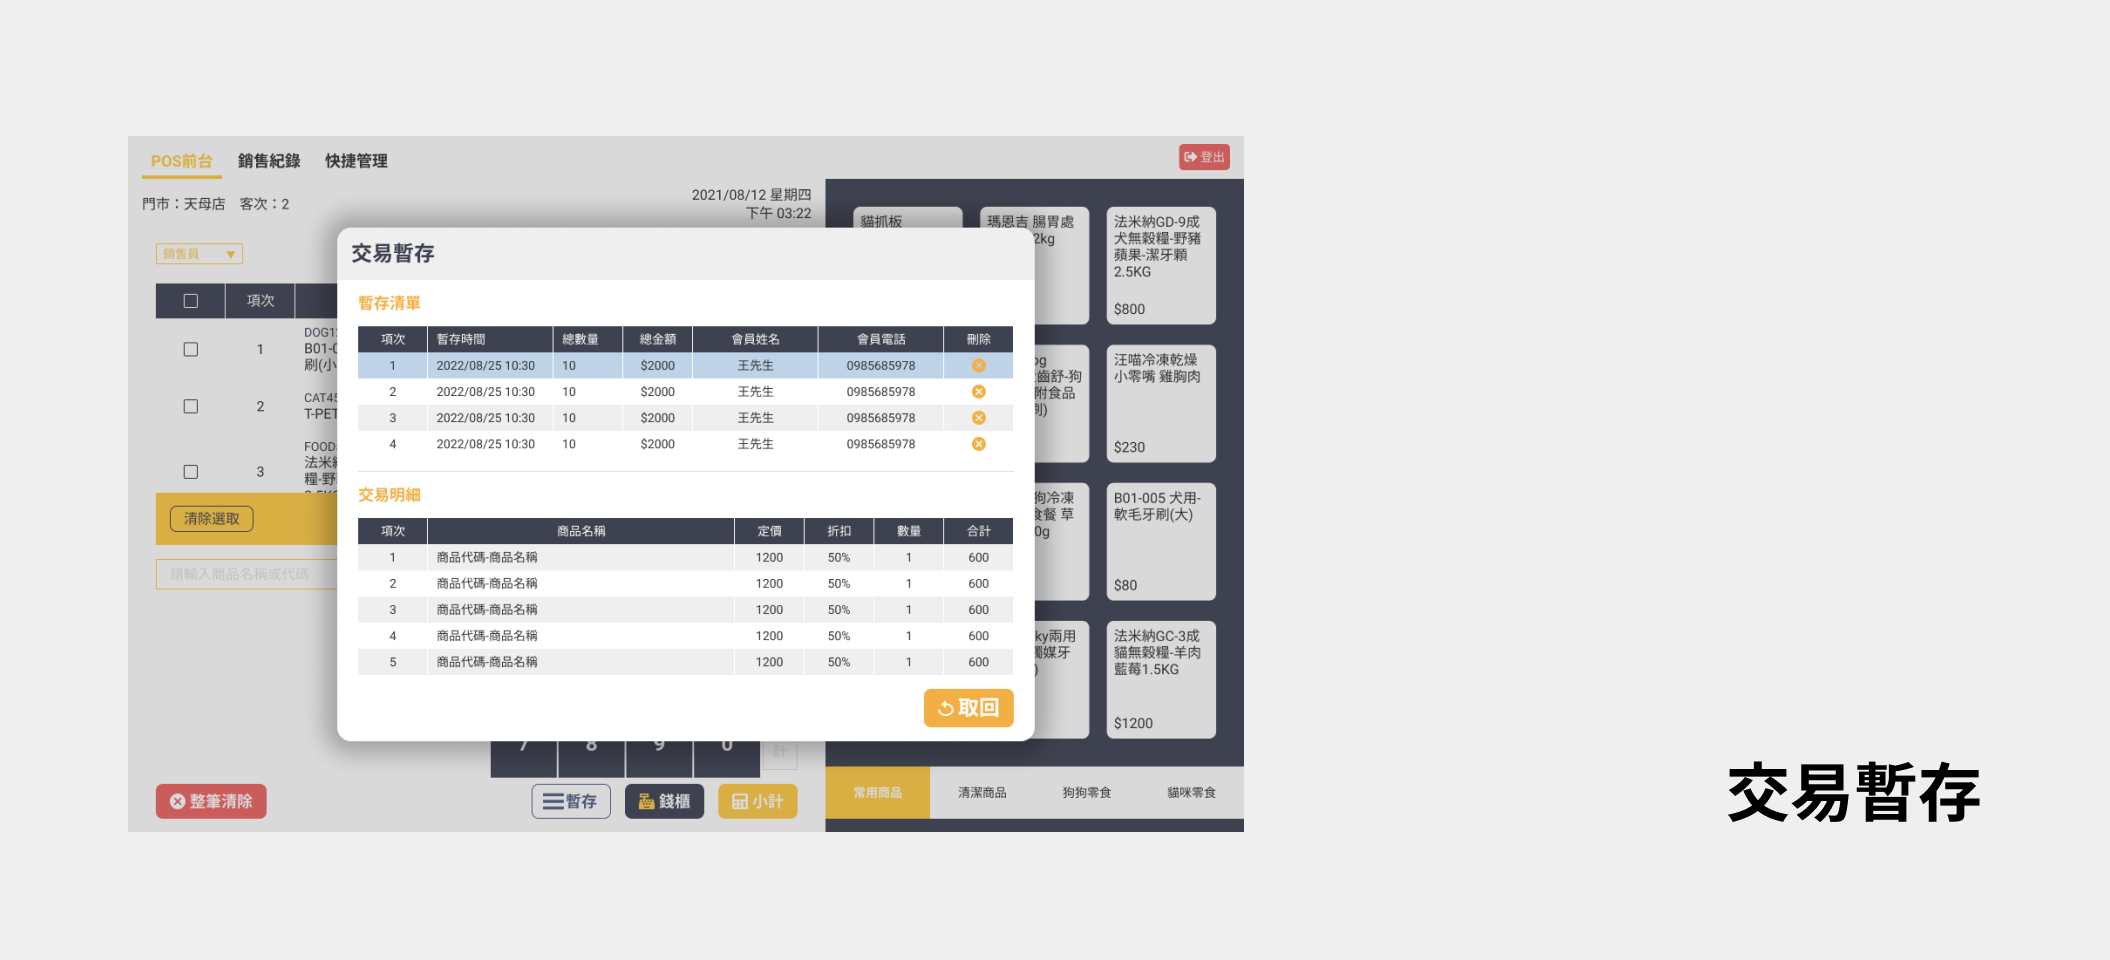 POS前台 銷售紀錄 快捷管理 登出
門市：天母店 客次：2
2021/08/12 星期四
下午 03:22
銷售員
項次
1
B01-0
刷(小
2
T-PET
3
FOOD
法米
糧-野
清除選取
請輸入商品名稱或代碼
交易暫存
暫存清單
項次 暫存時間 總數量 總金額 會員姓名 會員電話 刪除
1 2022/08/25 10:30 10 $2000 王先生 0985685978
2 2022/08/25 10:30 10 $2000 王先生 0985685978
3 2022/08/25 10:30 10 $2000 王先生 0985685978
4 2022/08/25 10:30 10 $2000 王先生 0985685978
交易明細
項次 商品名稱 定價 折扣 數量 合計
1 商品代碼-商品名稱 1200 50% 1 600
2 商品代碼-商品名稱 1200 50% 1 600
3 商品代碼-商品名稱 1200 50% 1 600
4 商品代碼-商品名稱 1200 50% 1 600
5 商品代碼-商品名稱 1200 50% 1 600
取回
7 8 9 0
計
整筆清除 暫存 錢櫃 小計
貓抓板
瑪恩吉 腸胃處
2kg
法米納GD-9成
犬無穀糧-野豬
蘋果-潔牙顆
2.5KG
$800
齒舒-狗
附食品
汪喵冷凍乾燥
小零嘴 雞胸肉
$230
狗冷凍
食餐 草
0g
B01-005 犬用-
軟毛牙刷(大)
$80
ky兩用
觸媒牙
法米納GC-3成
貓無穀糧-羊肉
藍莓1.5KG
$1200
常用商品 清潔商品 狗狗零食 貓咪零食
交易暫存